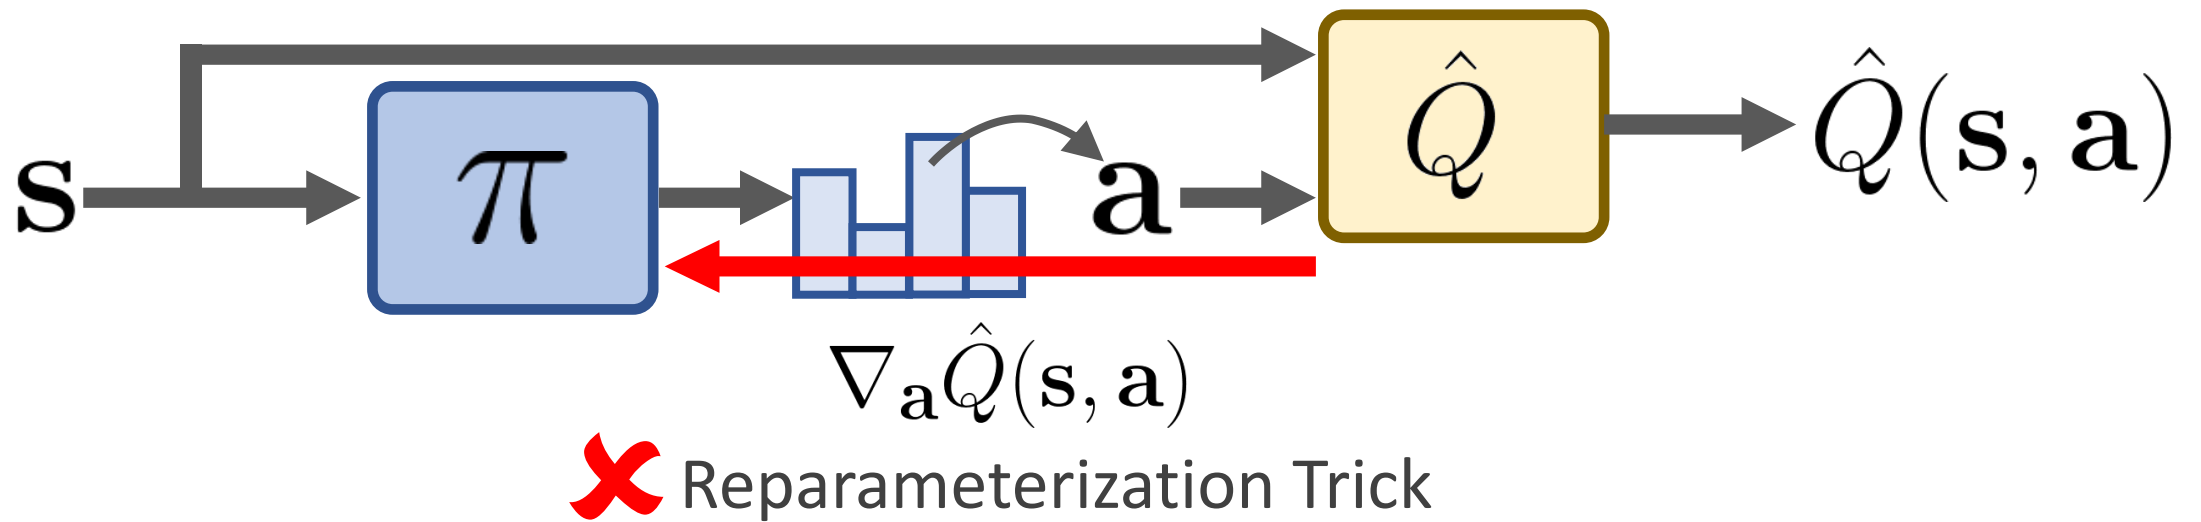 s
π
a
Q̂
Q̂(s, a)
∇ₐQ̂(s, a)
Reparameterization Trick